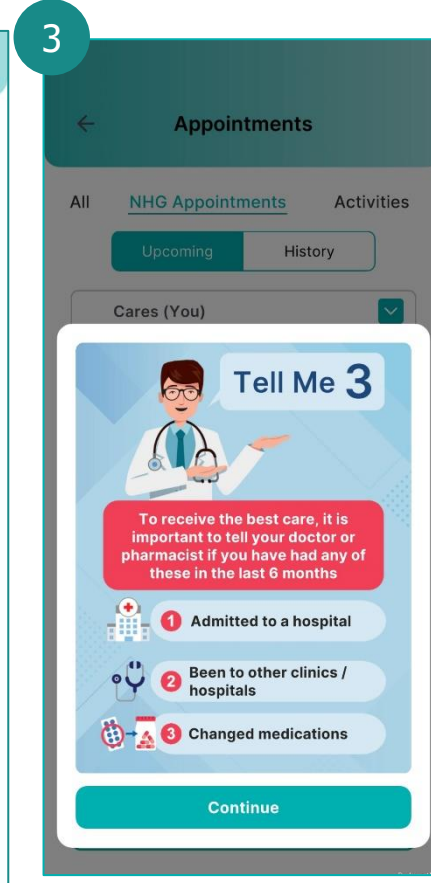 3
Appointments
All NHG Appointments Activities
Upcoming History
Cares (You)
Tell Me 3
To receive the best care, it is
important to tell your doctor or
pharmacist if you have had any of
these in the last 6 months
1 Admitted to a hospital
2 Been to other clinics /
hospitals
3 Changed medications
Continue